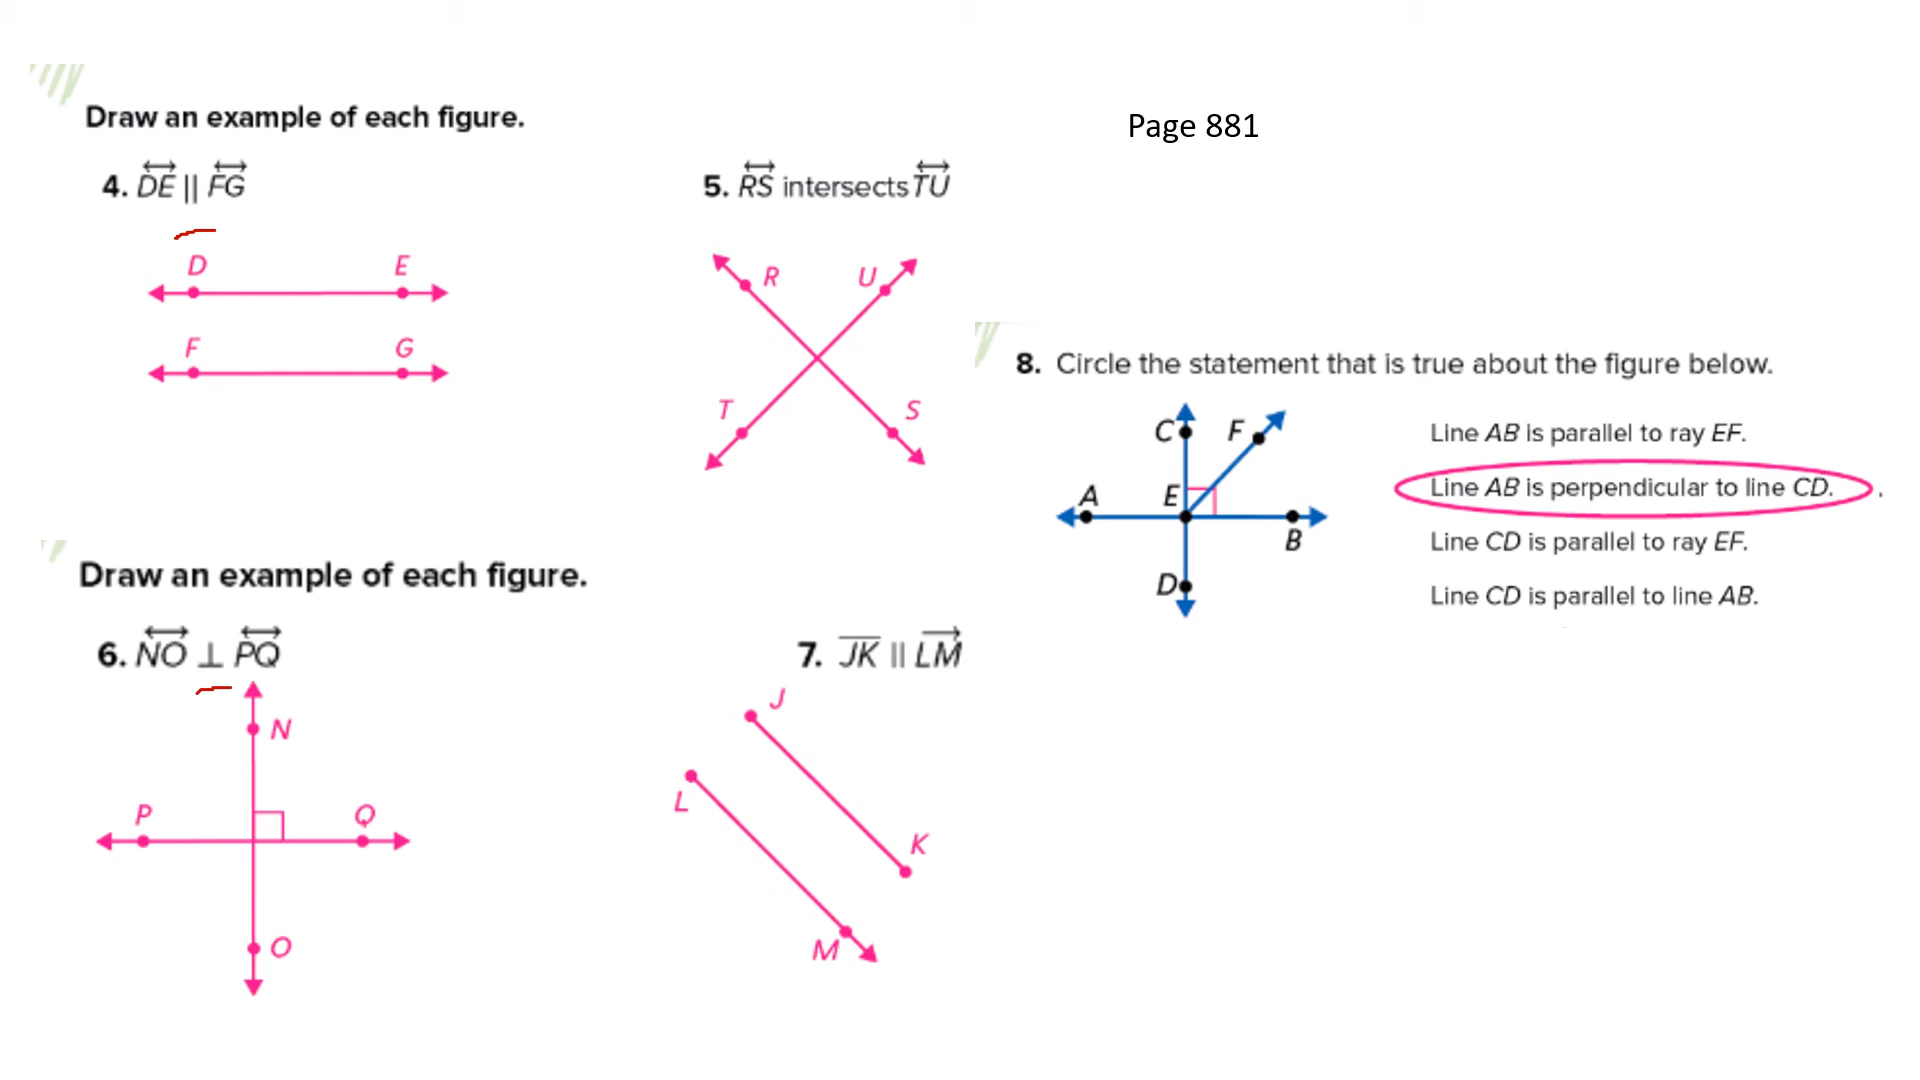 Draw an example of each figure.
Page 881
4. DE || FG
5. RS intersects TU
D E
F G
R U
T S
8. Circle the statement that is true about the figure below.
C F
A E
B
D
Line AB is parallel to ray EF.
Line AB is perpendicular to line CD.
Line CD is parallel to ray EF.
Line CD is parallel to line AB.
Draw an example of each figure.
6. NO ⊥ PQ
7. JK || LM
N
P Q
O
J
L
K
M